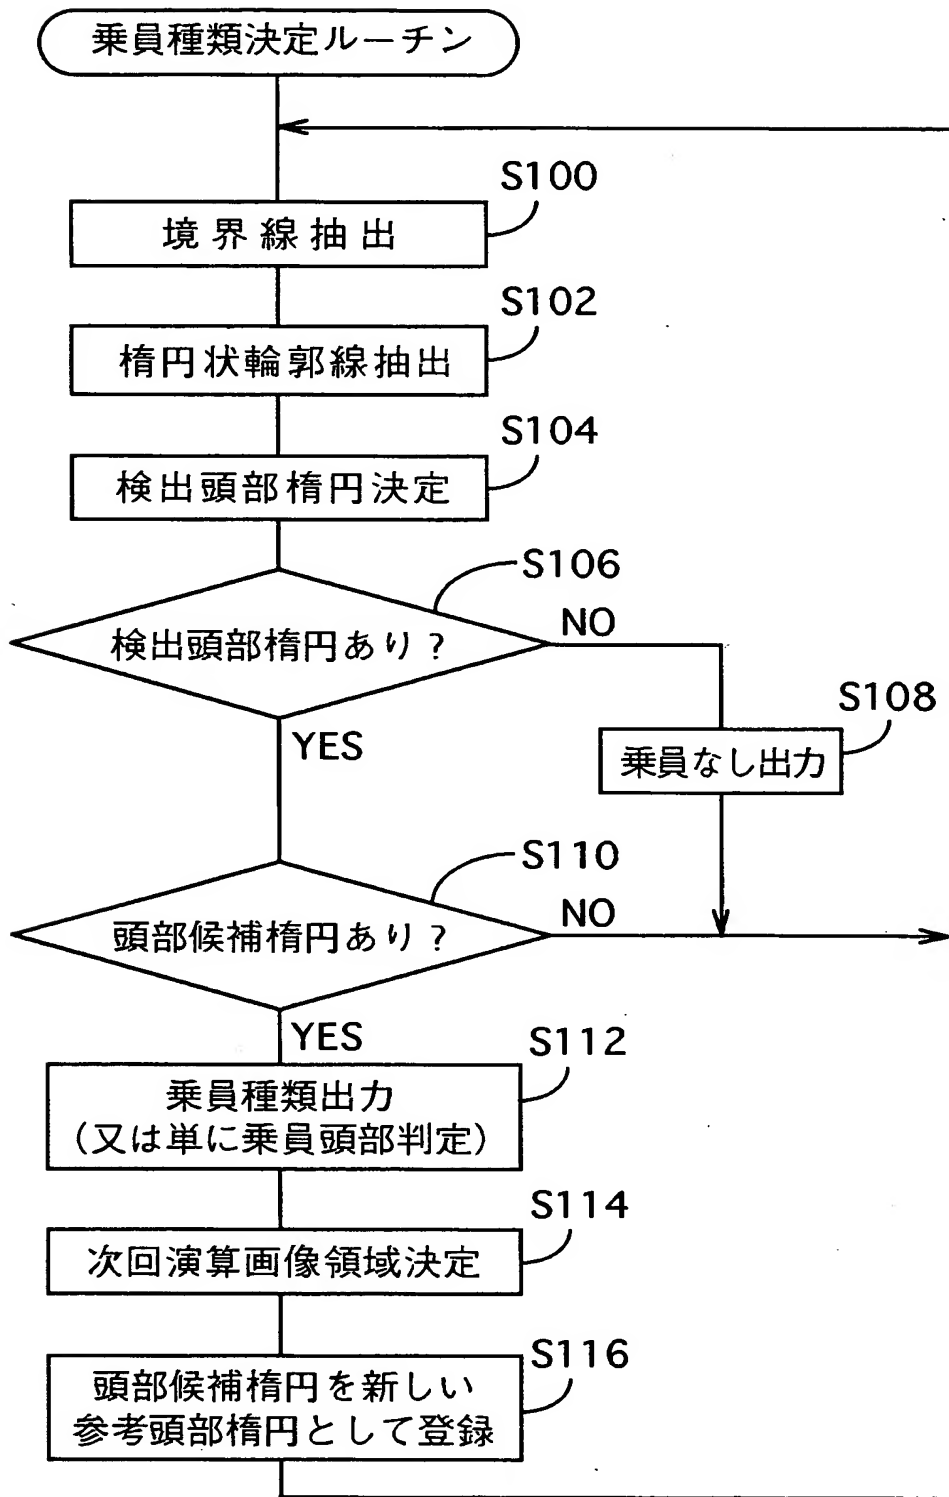 乗員種類決定ルーチン
S100
境界線抽出
S102
楕円状輪郭線抽出
S104
検出頭部楕円決定
S106
検出頭部楕円あり?
NO
YES
S108
乗員なし出力
S110
頭部候補楕円あり?
NO
YES
S112
乗員種類出力
(又は単に乗員頭部判定)
S114
次回演算画像領域決定
S116
頭部候補楕円を新しい
参考頭部楕円として登録